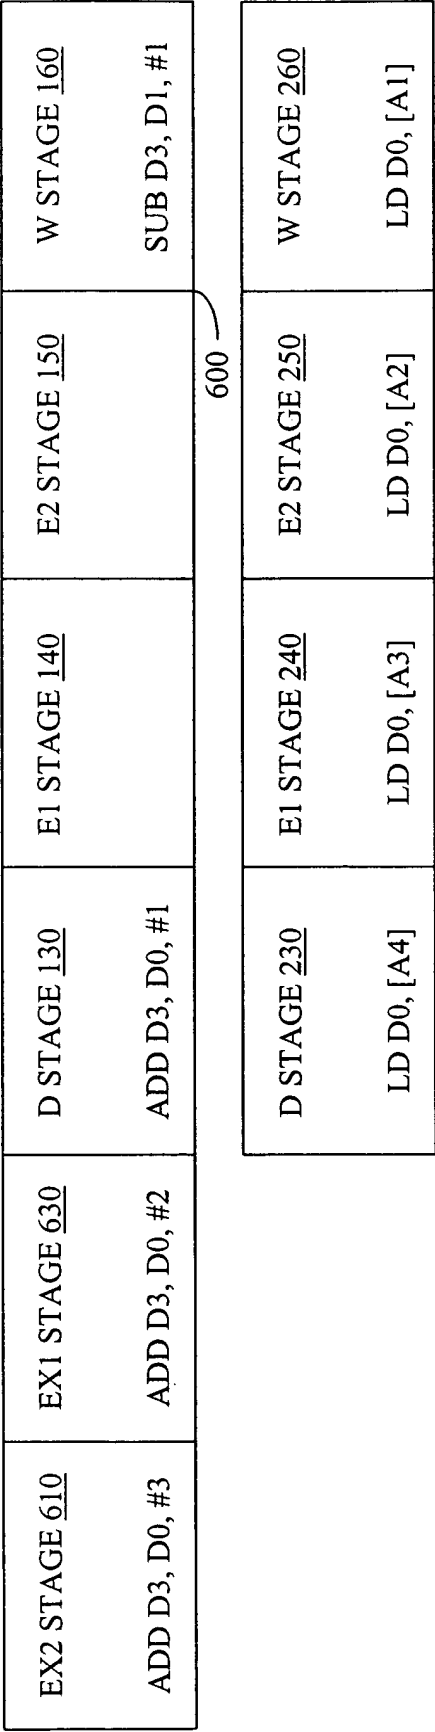 EX2 STAGE 610
ADD D3, D0, #3
EX1 STAGE 630
ADD D3, D0, #2
D STAGE 130
ADD D3, D0, #1
E1 STAGE 140
E2 STAGE 150
W STAGE 160
SUB D3, D1, #1
600
D STAGE 230
LD D0, [A4]
E1 STAGE 240
LD D0, [A3]
E2 STAGE 250
LD D0, [A2]
W STAGE 260
LD D0, [A1]